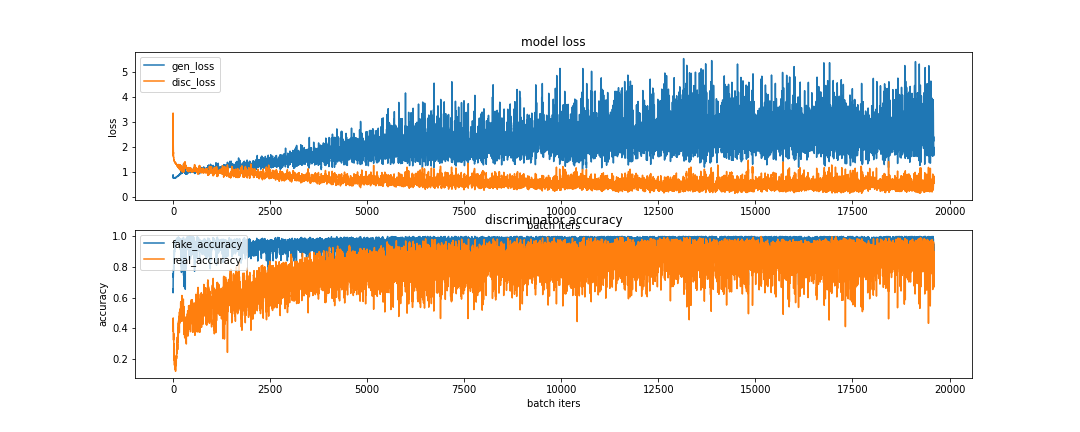 model loss
gen_loss
disc_loss
5
4
3
2
1
0
loss
0 2500 5000 7500 10000 12500 15000 17500 20000
batch iters
discriminator accuracy
fake_accuracy
real_accuracy
1.0
0.8
0.6
0.4
0.2
accuracy
0 2500 5000 7500 10000 12500 15000 17500 20000
batch iters